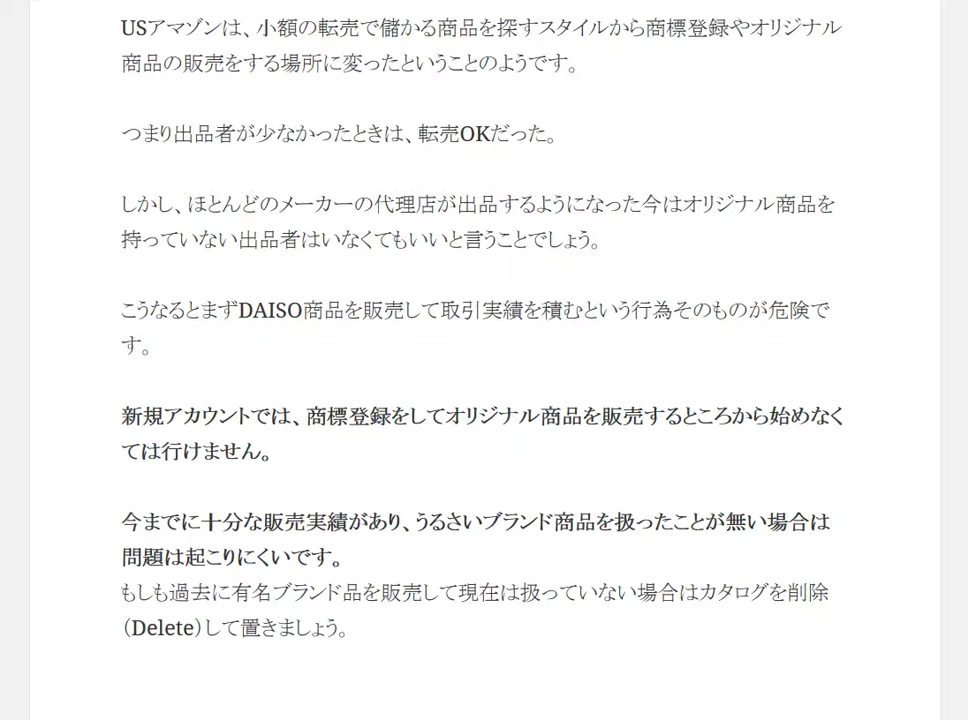 USアマゾンは、小額の転売で儲かる商品を探すスタイルから商標登録やオリジナル
商品の販売をする場所に変ったということのようです。
つまり出品者が少なかったときは、転売OKだった。
しかし、ほとんどのメーカーの代理店が出品するようになった今はオリジナル商品を
持っていない出品者はいなくてもいいと言うことでしょう。
こうなるとまずDAISO商品を販売して取引実績を積むという行為そのものが危険で
す。
新規アカウントでは、商標登録をしてオリジナル商品を販売するところから始めなく
ては行けません。
今までに十分な販売実績があり、うるさいブランド商品を扱ったことが無い場合は
問題は起こりにくいです。
もしも過去に有名ブランド品を販売して現在は扱っていない場合はカタログを削除
（Delete）して置きましょう。